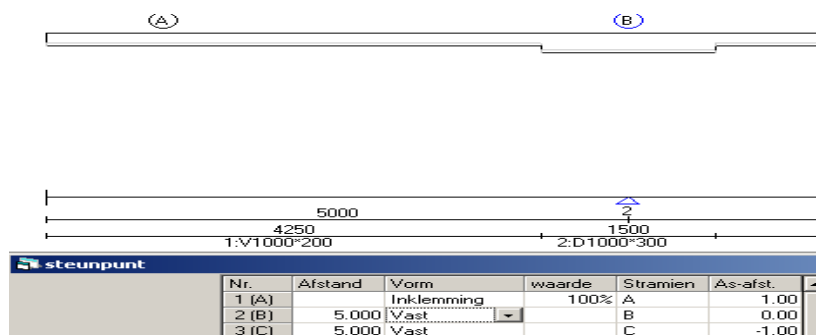 A B
5000 2
4250 1500
1:V1000*200 2:D1000*300
steunpunt
Nr. Afstand Vorm waarde Stramien As-afst.
1 (A) Inklemming 100% A 1.00
2 (B) 5.000 Vast B 0.00
3 (C) 5.000 Vast C -1.00